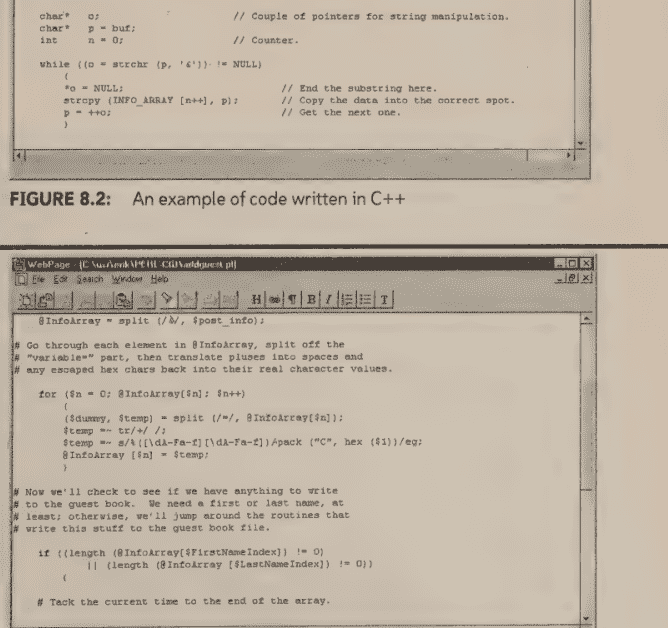 char* o; // Couple of pointers for string manipulation.
char* p = buf;
int n = 0; // Counter.
while ((o = strchr (p, '&')) != NULL)
{
*o = NULL; // End the substring here.
strcpy (INFO_ARRAY [n++], p); // Copy the data into the correct spot.
p = ++o; // Get the next one.
}
FIGURE 8.2: An example of code written in C++
WebPage - [C:\usr\erik\PERL-CGI\addguest.pl]
File Edit Search Window Help
H ¶ B I T
@InfoArray = split (/&/, $post_info);
# Go through each element in @InfoArray, split off the
# "variable=" part, then translate pluses into spaces and
# any escaped hex chars back into their real character values.
for ($n = 0; @InfoArray[$n]; $n++)
{
($dummy, $temp) = split (/=/, @InfoArray[$n]);
$temp =~ tr/+/ /;
$temp =~ s/%([\dA-Fa-f][\dA-Fa-f])/pack ("C", hex ($1))/eg;
@InfoArray [$n] = $temp;
}
# Now we'll check to see if we have anything to write
# to the guest book. We need a first or last name, at
# least; otherwise, we'll jump around the routines that
# write this stuff to the guest book file.
if ((length (@InfoArray[$FirstNameIndex]) != 0)
|| (length (@InfoArray [$LastNameIndex]) != 0))
{
# Tack the current time to the end of the array.